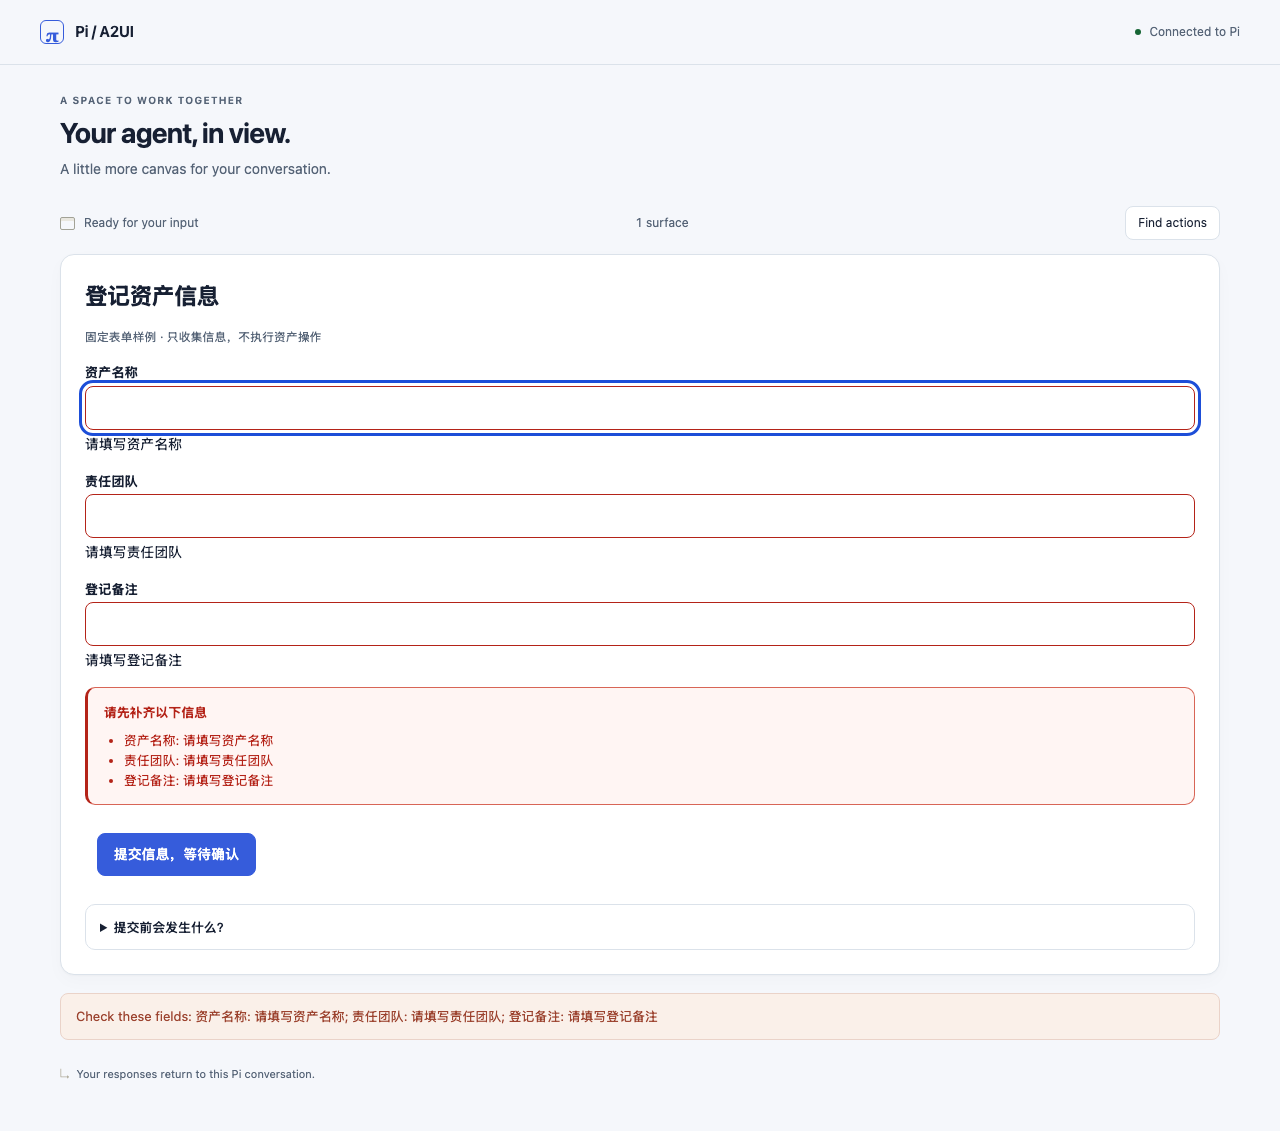 π Pi / A2UI
Connected to Pi
A SPACE TO WORK TOGETHER
Your agent, in view.
A little more canvas for your conversation.
Ready for your input
1 surface
Find actions
登记资产信息
固定表单样例 · 只收集信息，不执行资产操作
资产名称
请填写资产名称
责任团队
请填写责任团队
登记备注
请填写登记备注
请先补齐以下信息
• 资产名称: 请填写资产名称
• 责任团队: 请填写责任团队
• 登记备注: 请填写登记备注
提交信息，等待确认
提交前会发生什么?
Check these fields: 资产名称: 请填写资产名称; 责任团队: 请填写责任团队; 登记备注: 请填写登记备注
Your responses return to this Pi conversation.